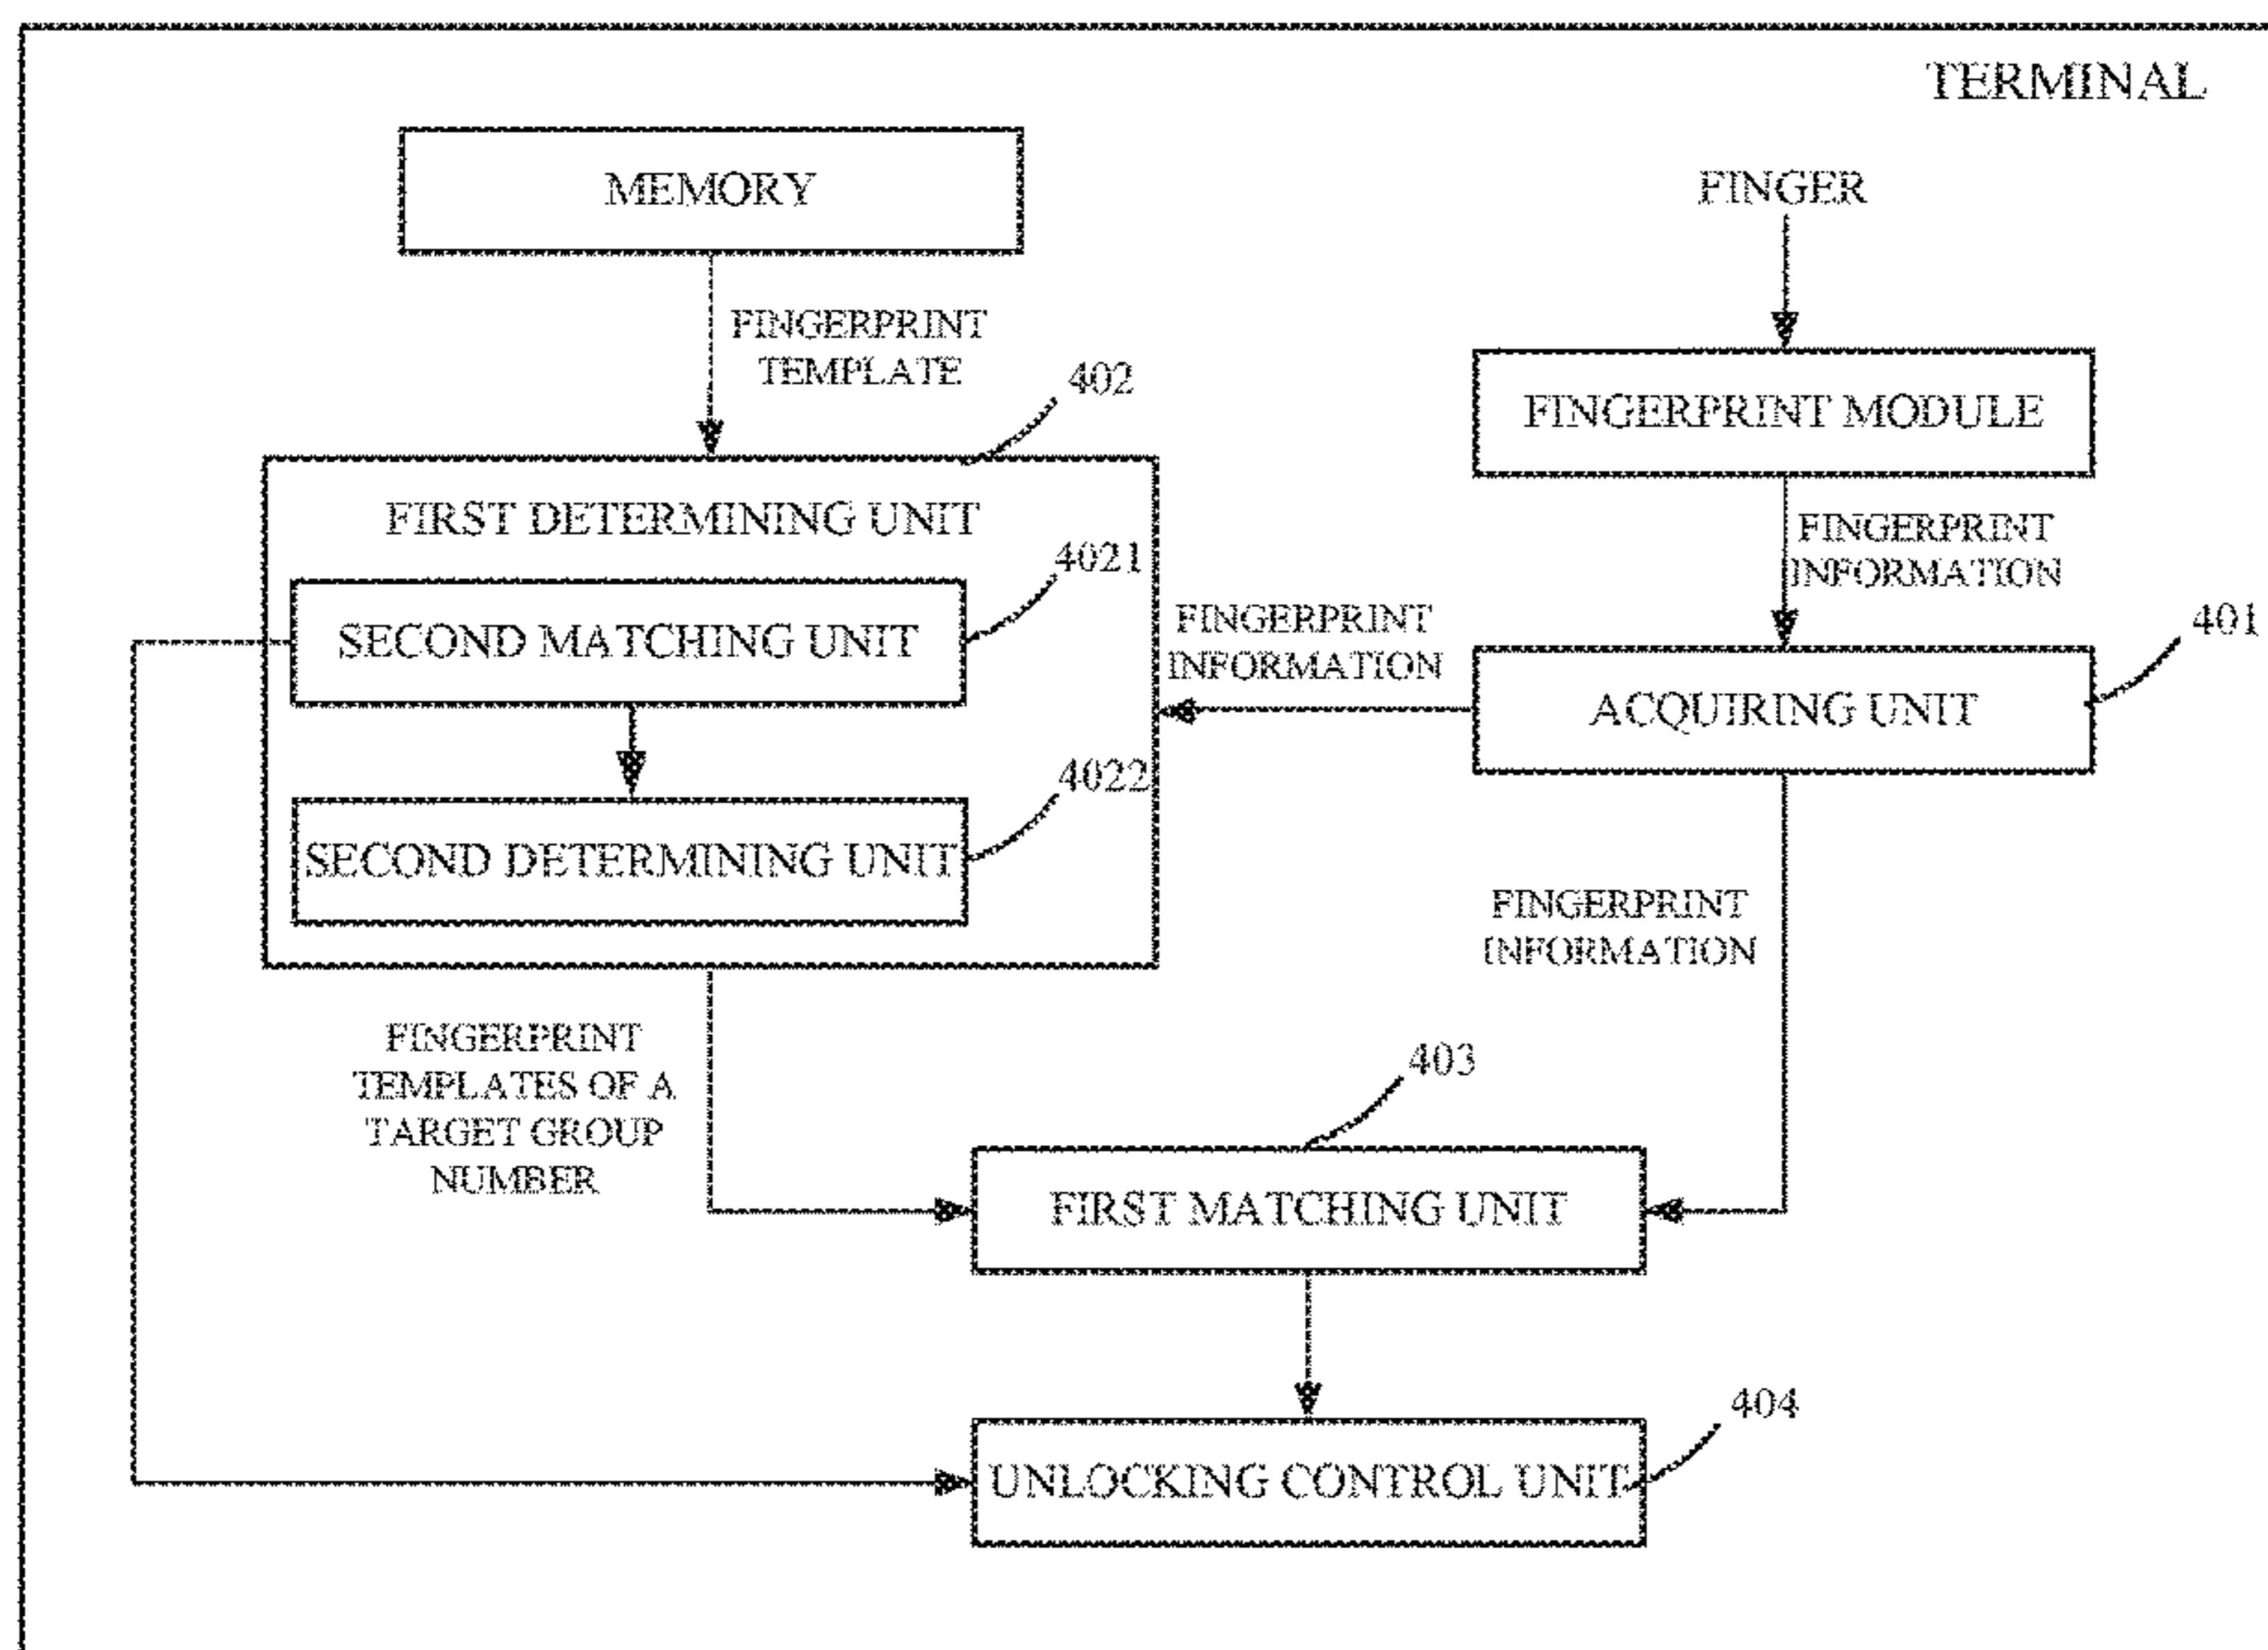 TERMINAL
MEMORY
FINGER
FINGERPRINT
TEMPLATE
402
FINGERPRINT MODULE
FIRST DETERMINING UNIT
FINGERPRINT
INFORMATION
4021
SECOND MATCHING UNIT
FINGERPRINT
INFORMATION
401
ACQUIRING UNIT
4022
SECOND DETERMINING UNIT
FINGERPRINT
INFORMATION
FINGERPRINT
TEMPLATES OF A
TARGET GROUP
NUMBER
403
FIRST MATCHING UNIT
404
UNLOCKING CONTROL UNIT